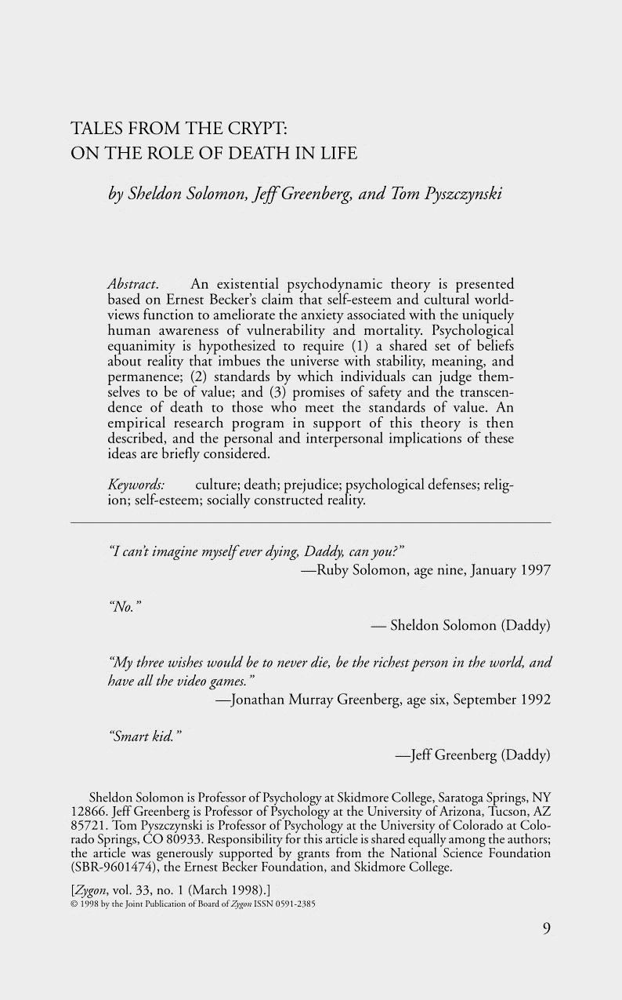 TALES FROM THE CRYPT:
ON THE ROLE OF DEATH IN LIFE
by Sheldon Solomon, Jeff Greenberg, and Tom Pyszczynski
Abstract. An existential psychodynamic theory is presented
based on Ernest Becker’s claim that self-esteem and cultural world-
views function to ameliorate the anxiety associated with the uniquely
human awareness of vulnerability and mortality. Psychological
equanimity is hypothesized to require (1) a shared set of beliefs
about reality that imbues the universe with stability, meaning, and
permanence; (2) standards by which individuals can judge them-
selves to be of value; and (3) promises of safety and the transcen-
dence of death to those who meet the standards of value. An
empirical research program in support of this theory is then
described, and the personal and interpersonal implications of these
ideas are briefly considered.
Keywords: culture; death; prejudice; psychological defenses; relig-
ion; self-esteem; socially constructed reality.
“I can’t imagine myself ever dying, Daddy, can you?”
—Ruby Solomon, age nine, January 1997
“No.”
— Sheldon Solomon (Daddy)
“My three wishes would be to never die, be the richest person in the world, and
have all the video games.”
—Jonathan Murray Greenberg, age six, September 1992
“Smart kid.”
—Jeff Greenberg (Daddy)
Sheldon Solomon is Professor of Psychology at Skidmore College, Saratoga Springs, NY
12866. Jeff Greenberg is Professor of Psychology at the University of Arizona, Tucson, AZ
85721. Tom Pyszczynski is Professor of Psychology at the University of Colorado at Colo-
rado Springs, CO 80933. Responsibility for this article is shared equally among the authors;
the article was generously supported by grants from the National Science Foundation
(SBR-9601474), the Ernest Becker Foundation, and Skidmore College.
[Zygon, vol. 33, no. 1 (March 1998).]
© 1998 by the Joint Publication of Board of Zygon ISSN 0591-2385
9